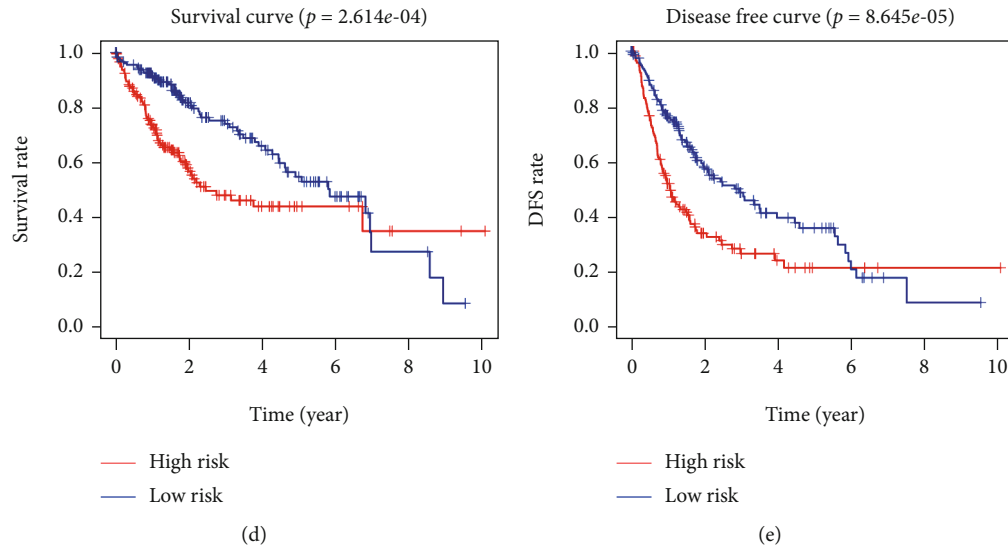 Survival curve (p = 2.614e-04)
1.0
0.8
0.6
0.4
0.2
0.0
Survival rate
0 2 4 6 8 10
Time (year)
High risk
Low risk
(d)
Disease free curve (p = 8.645e-05)
1.0
0.8
0.6
0.4
0.2
0.0
DFS rate
0 2 4 6 8 10
Time (year)
High risk
Low risk
(e)